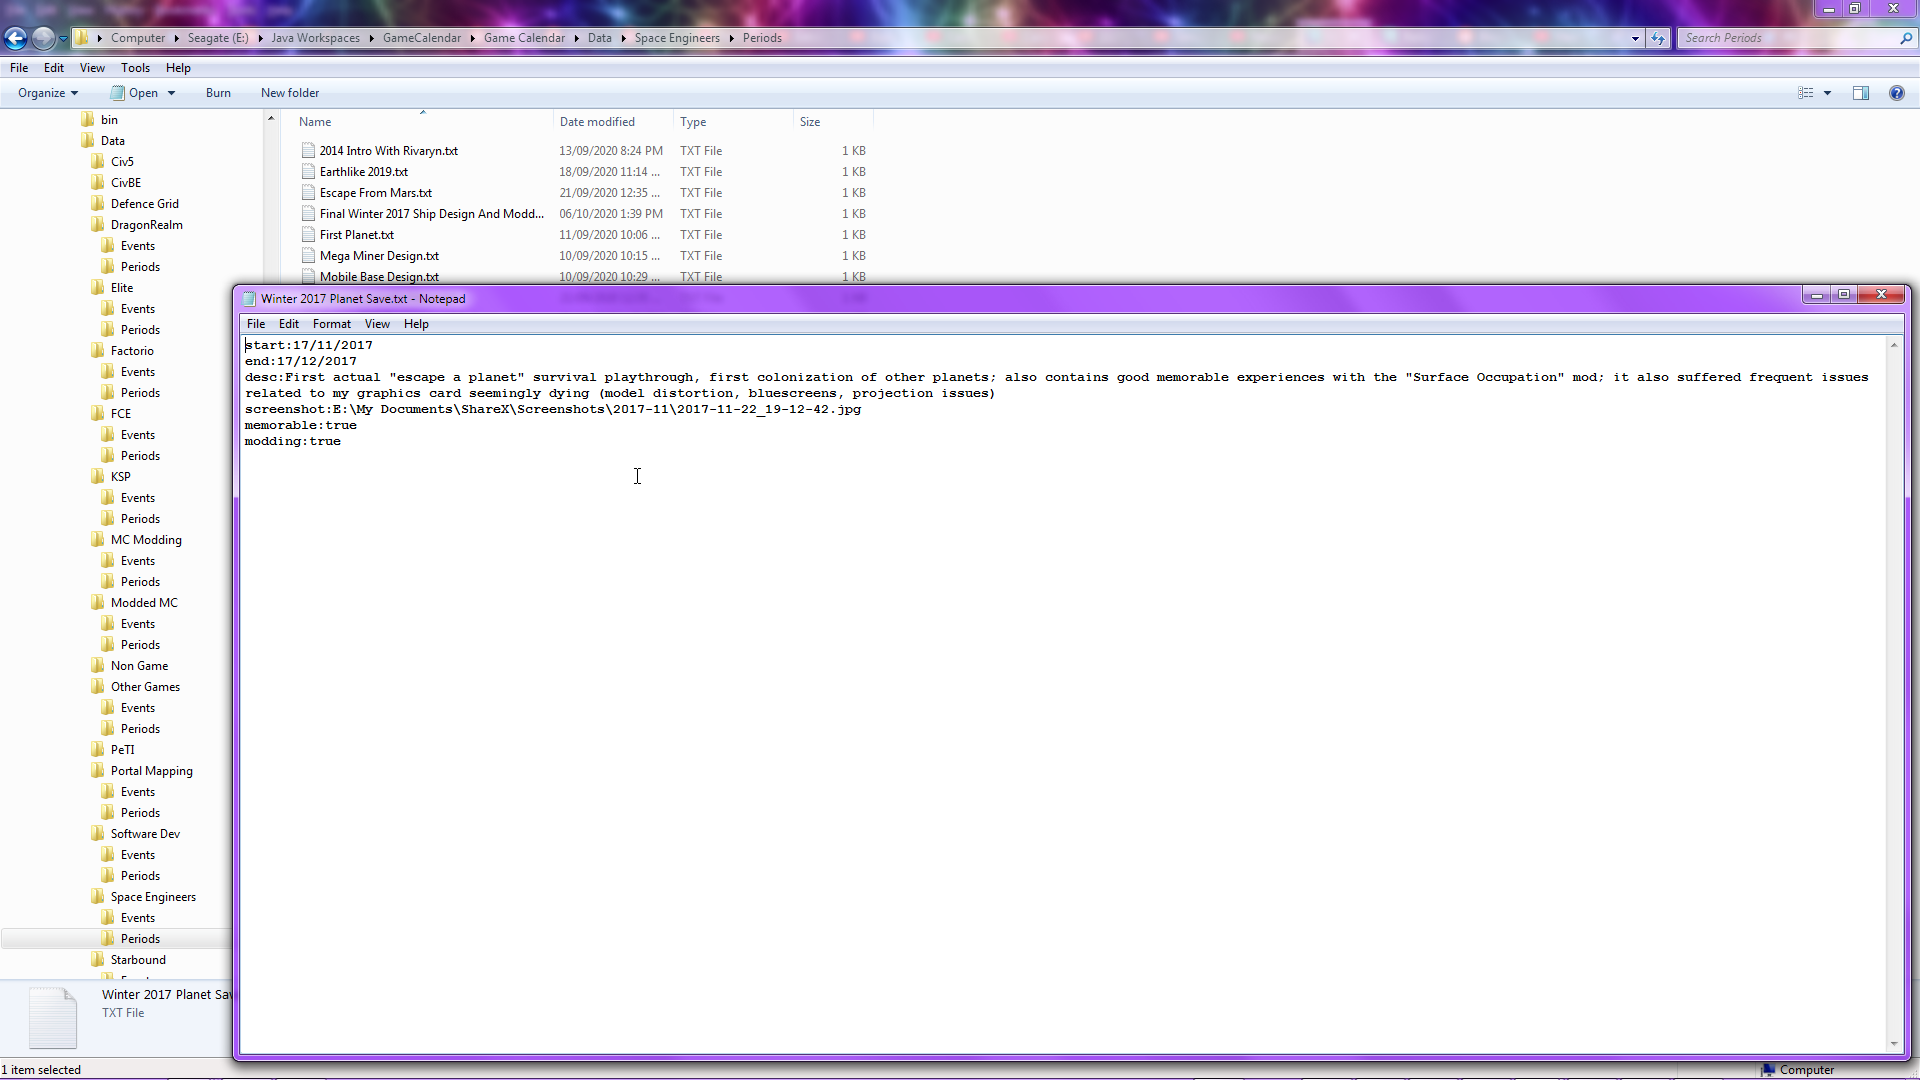 Computer Seagate (E:) Java Workspaces GameCalendar Game Calendar Data Space Engineers Periods Search Periods
File Edit View Tools Help
Organize Open Burn New folder
bin
Data
Civ5
CivBE
Defence Grid
DragonRealm
Events
Periods
Elite
Events
Periods
Factorio
Events
Periods
FCE
Events
Periods
KSP
Events
Periods
MC Modding
Events
Periods
Modded MC
Events
Periods
Non Game
Other Games
Events
Periods
PeTI
Portal Mapping
Events
Periods
Software Dev
Events
Periods
Space Engineers
Events
Periods
Starbound
Name Date modified Type Size
2014 Intro With Rivaryn.txt 13/09/2020 8:24 PM TXT File 1 KB
Earthlike 2019.txt 18/09/2020 11:14 ... TXT File 1 KB
Escape From Mars.txt 21/09/2020 12:35 ... TXT File 1 KB
Final Winter 2017 Ship Design And Modd... 06/10/2020 1:39 PM TXT File 1 KB
First Planet.txt 11/09/2020 10:06 ... TXT File 1 KB
Mega Miner Design.txt 10/09/2020 10:15 ... TXT File 1 KB
Mobile Base Design.txt 10/09/2020 10:29 ... TXT File 1 KB
Winter 2017 Planet Save.txt - Notepad
File Edit Format View Help
start:17/11/2017
end:17/12/2017
desc:First actual "escape a planet" survival playthrough, first colonization of other planets; also contains good memorable experiences with the "Surface Occupation" mod; it also suffered frequent issues
related to my graphics card seemingly dying (model distortion, bluescreens, projection issues)
screenshot:E:\My Documents\ShareX\Screenshots\2017-11\2017-11-22_19-12-42.jpg
memorable:true
modding:true
Winter 2017 Planet Sav
TXT File
1 item selected
Computer